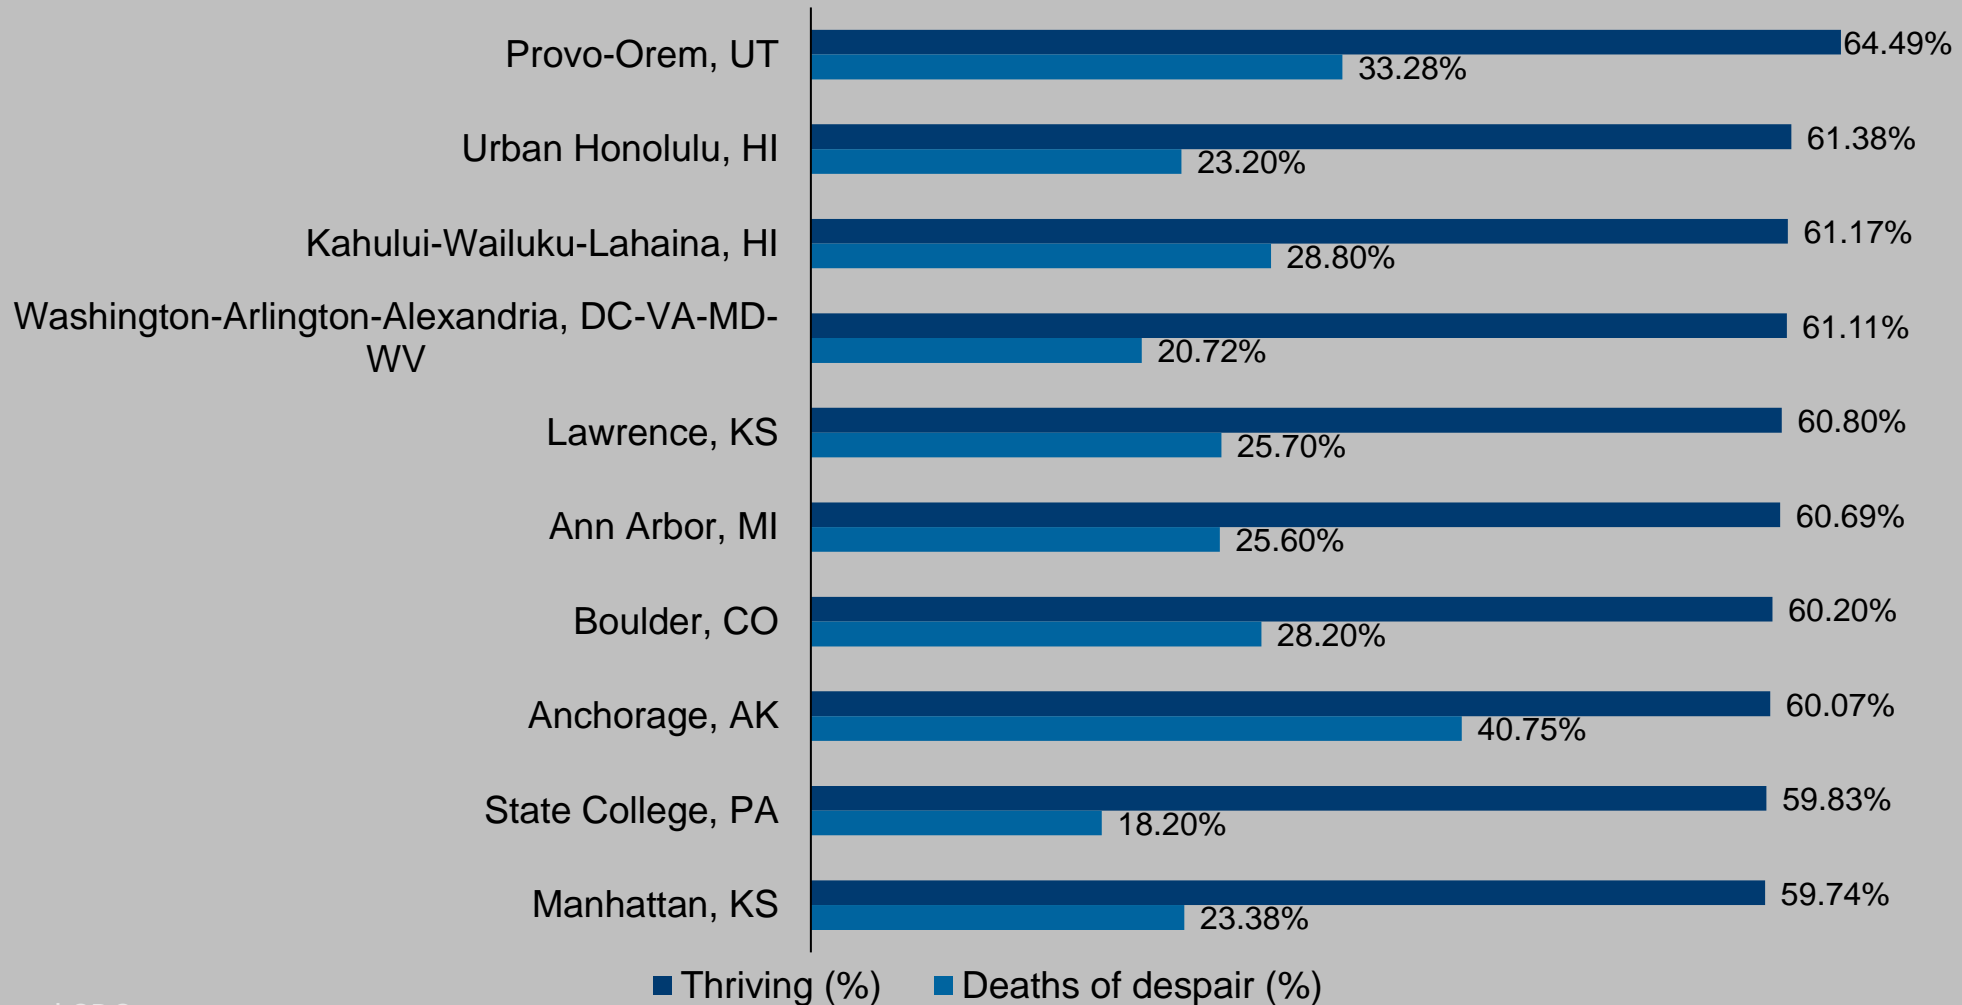 Provo-Orem, UT
64.49%
33.28%
Urban Honolulu, HI
61.38%
23.20%
Kahului-Wailuku-Lahaina, HI
61.17%
28.80%
Washington-Arlington-Alexandria, DC-VA-MD-
WV
61.11%
20.72%
Lawrence, KS
60.80%
25.70%
Ann Arbor, MI
60.69%
25.60%
Boulder, CO
60.20%
28.20%
Anchorage, AK
60.07%
40.75%
State College, PA
59.83%
18.20%
Manhattan, KS
59.74%
23.38%
Thriving (%) Deaths of despair (%)